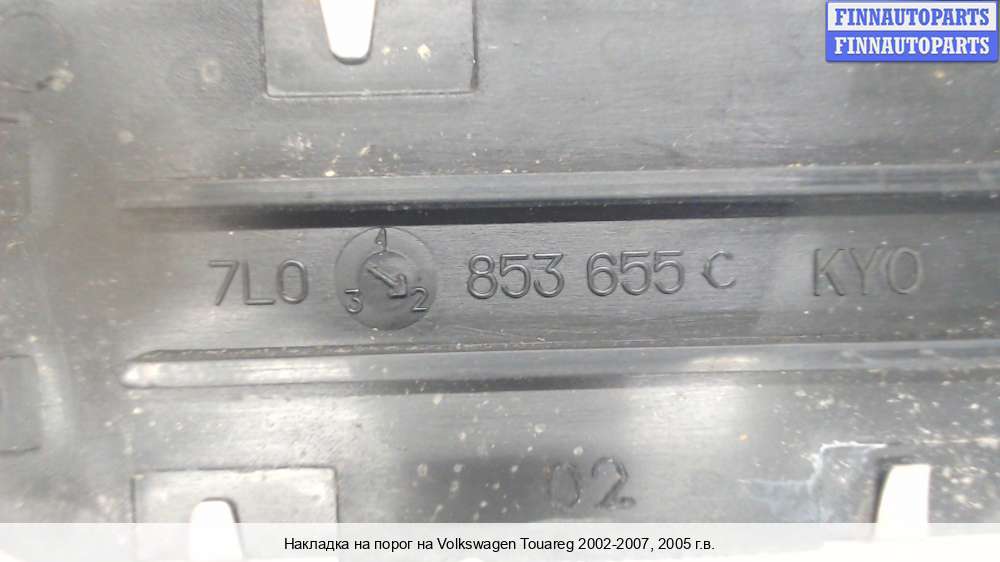 FINNAUTOPARTS
FINNAUTOPARTS
7L0 853 655 C KYO
1
3 2
02
Накладка на порог на Volkswagen Touareg 2002-2007, 2005 г.в.